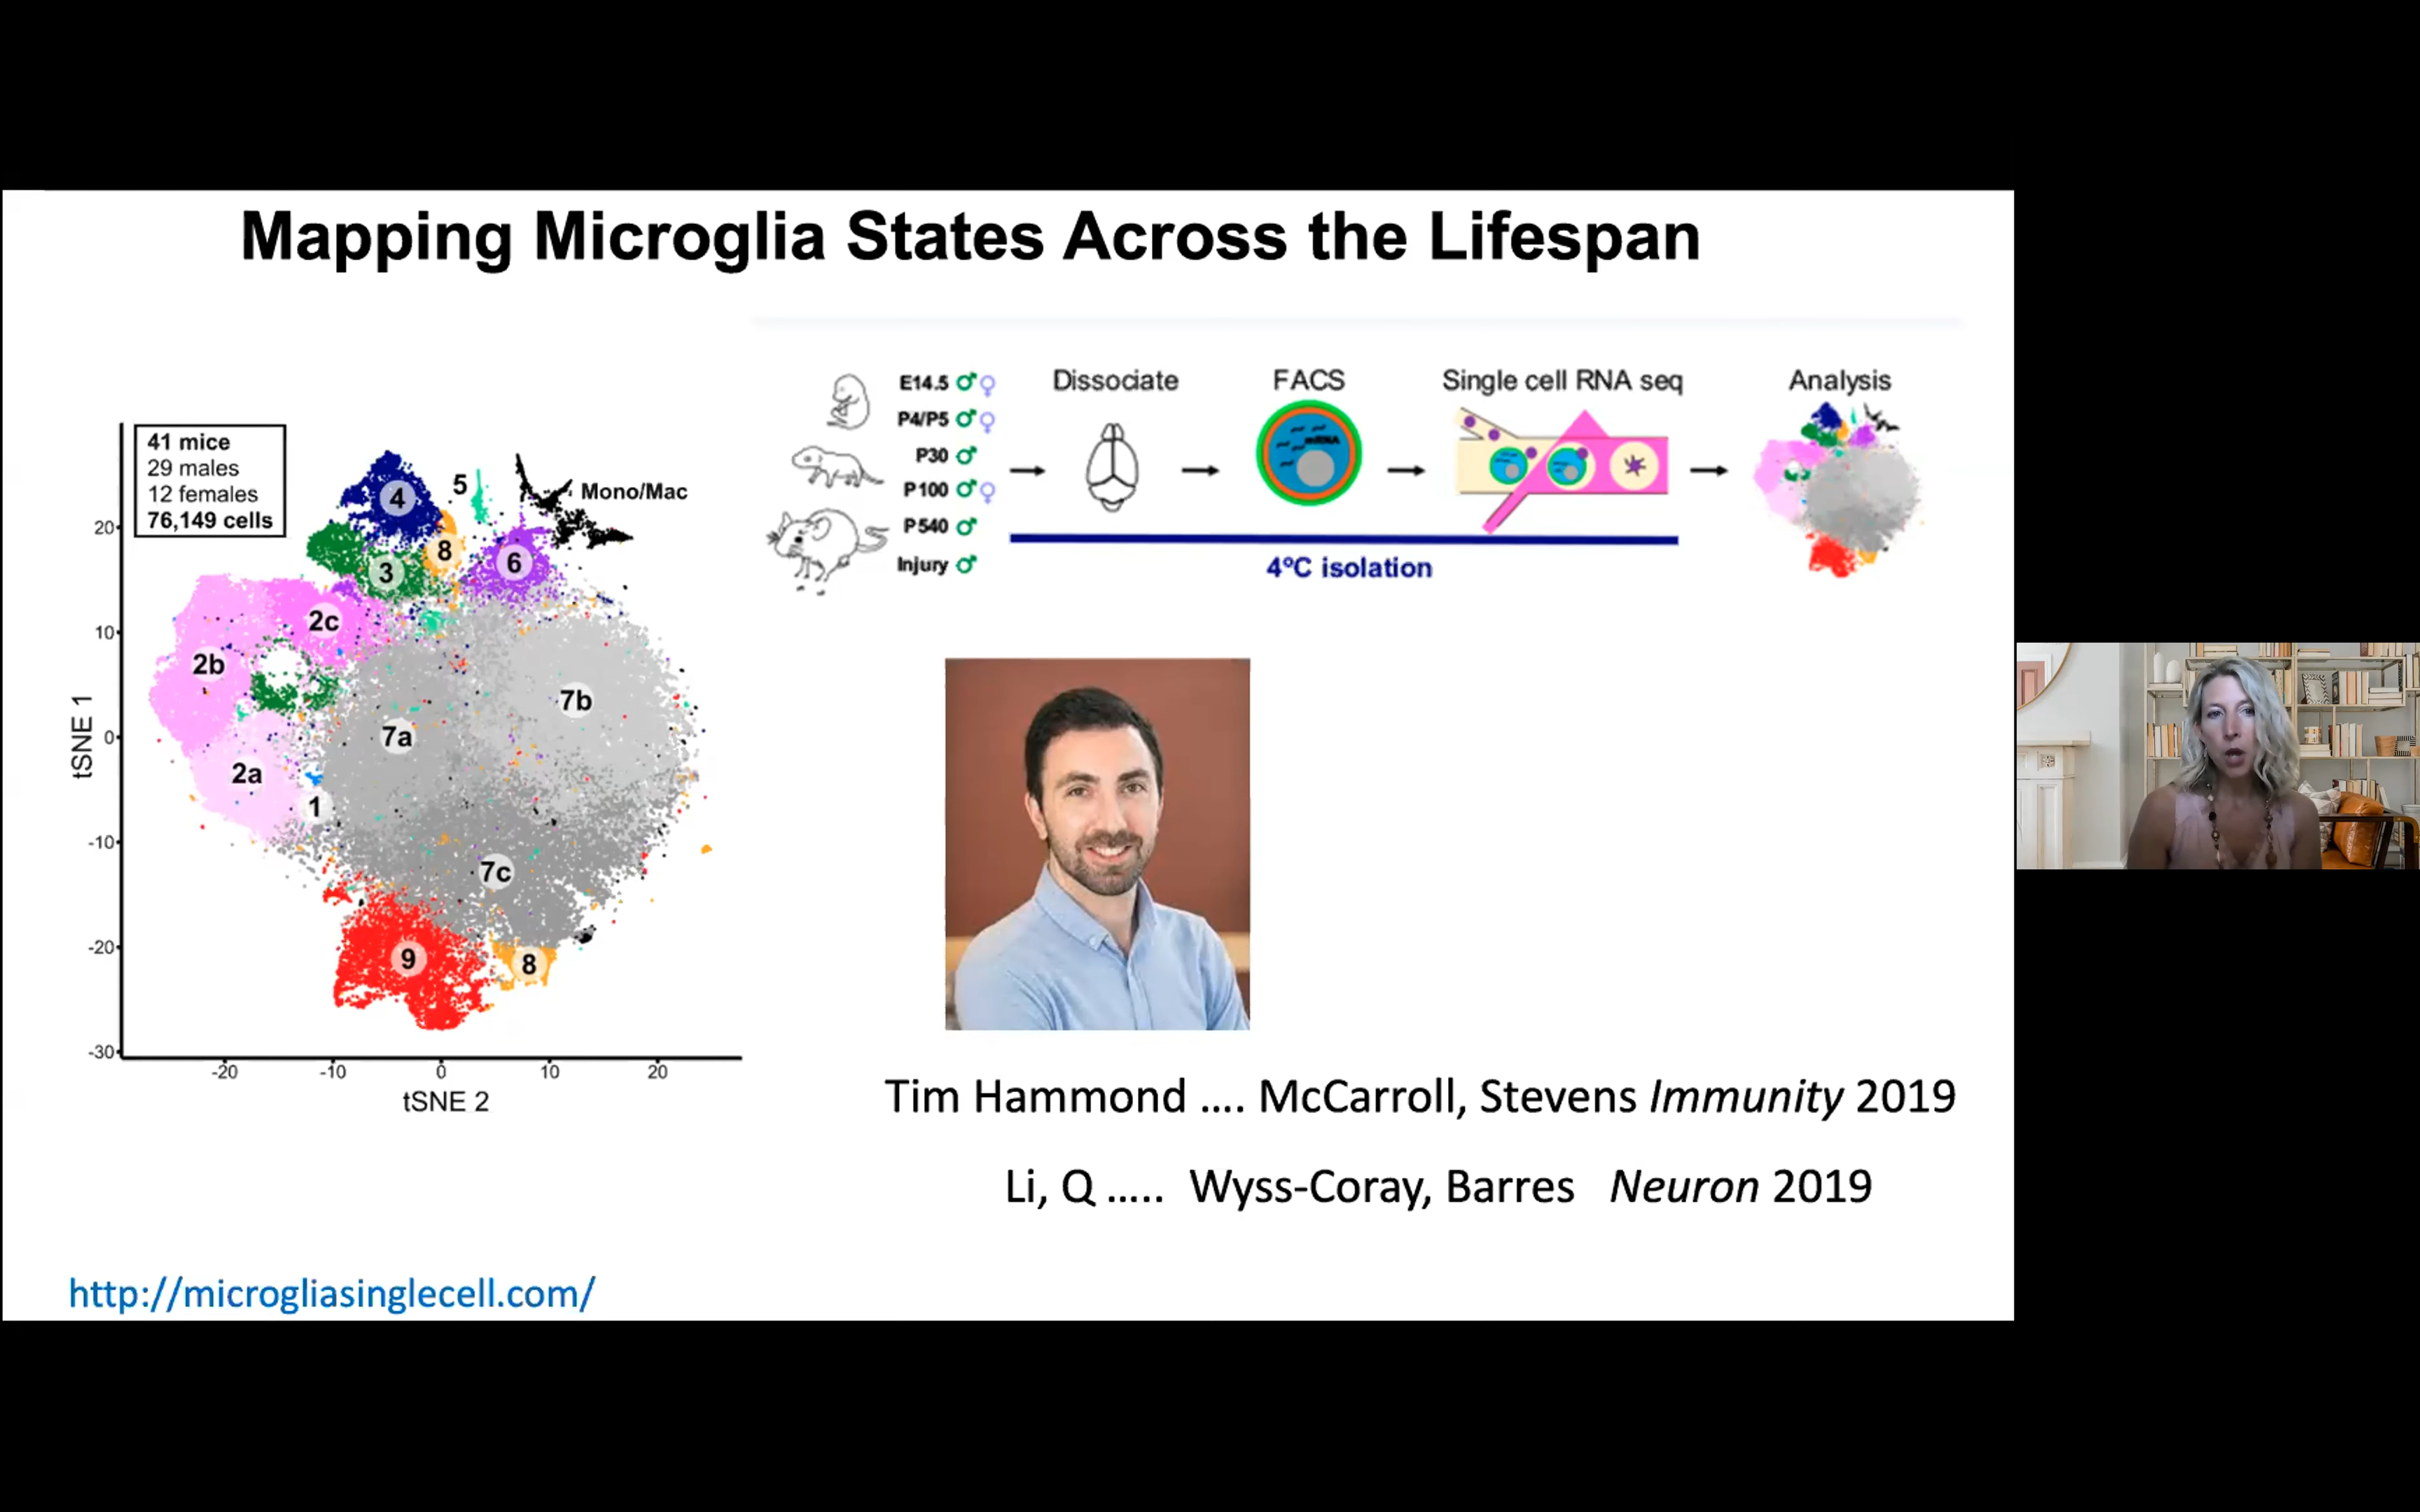 Mapping Microglia States Across the Lifespan
41 mice
29 males
12 females
76,149 cells
4
5
Mono/Mac
8
3
6
2c
2b
7b
7a
2a
1
7c
9
8
20
10
0
-10
-20
-30
tSNE 1
-20
-10
0
10
20
tSNE 2
E14.5 ♂♀
P4/P5 ♂♀
P30 ♂
P100 ♂♀
P540 ♂
Injury ♂
Dissociate
FACS
mRNA
Single cell RNA seq
Analysis
4ºC isolation
Tim Hammond .... McCarroll, Stevens Immunity 2019
Li, Q ..... Wyss-Coray, Barres Neuron 2019
http://microgliasinglecell.com/